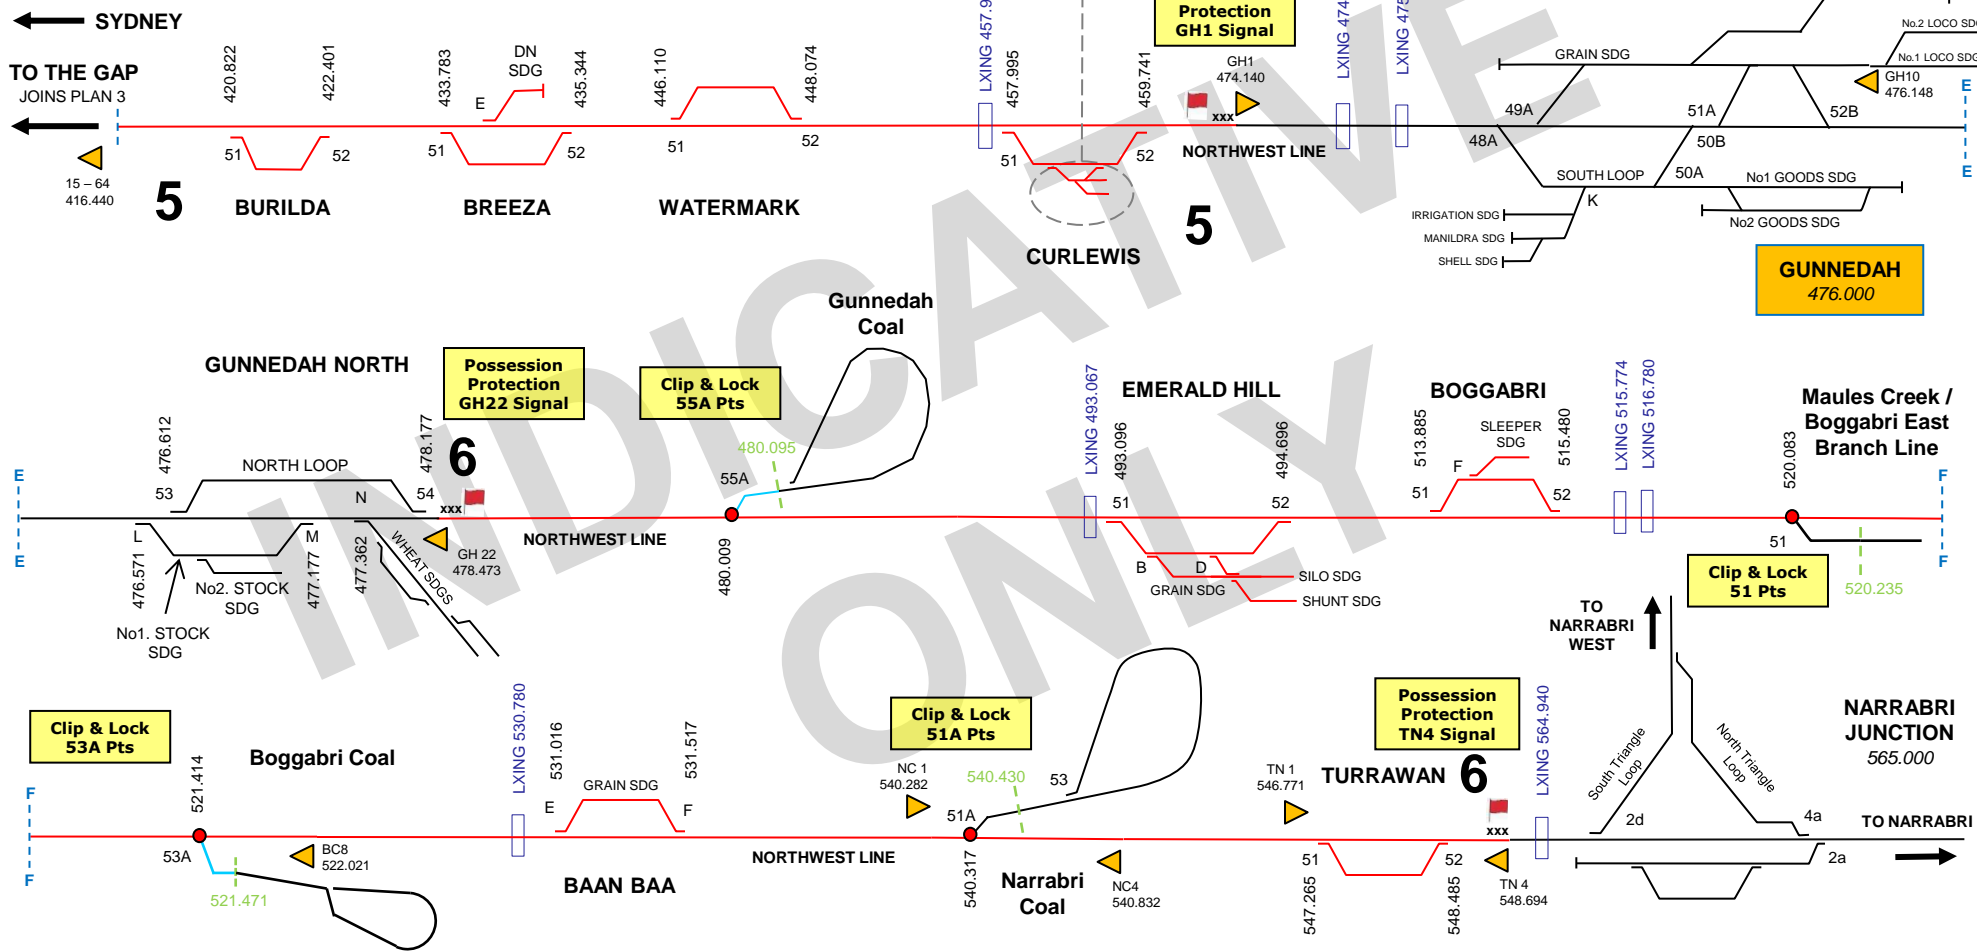 SYDNEY
TO THE GAP
JOINS PLAN 3
15 – 64
416.440
5
420.822
422.401
51
52
BURILDA
433.783
DN
SDG
435.344
E
51
52
BREEZA
446.110
448.074
51
52
WATERMARK
457.995
459.741
51
52
CURLEWIS
Protection
GH1 Signal
GH1
474.140
xxx
NORTHWEST LINE
5
GRAIN SDG
No.2 LOCO SDG
No.1 LOCO SDG
GH10
476.148
E
E
49A
48A
51A
52B
50B
50A
SOUTH LOOP
K
No1 GOODS SDG
No2 GOODS SDG
IRRIGATION SDG
MANILDRA SDG
SHELL SDG
GUNNEDAH
476.000
INDICATIVE
ONLY
GUNNEDAH NORTH
E
E
476.612
478.177
NORTH LOOP
53
54
N
L
M
476.571
477.177
477.362
No2. STOCK
SDG
No1. STOCK
SDG
WHEAT SDGS
Possession
Protection
GH22 Signal
6
xxx
GH 22
478.473
NORTHWEST LINE
Clip & Lock
55A Pts
Gunnedah
Coal
480.095
55A
480.009
LXING 493.067
EMERALD HILL
493.096
494.696
51
52
B
D
GRAIN SDG
SILO SDG
SHUNT SDG
BOGGABRI
513.885
515.480
SLEEPER
SDG
F
51
52
LXING 515.774
LXING 516.780
Maules Creek /
Boggabri East
Branch Line
520.083
51
520.235
Clip & Lock
51 Pts
F
F
Clip & Lock
53A Pts
F
F
521.414
53A
521.471
Boggabri Coal
BC8
522.021
LXING 530.780
531.016
531.517
GRAIN SDG
E
F
BAAN BAA
NORTHWEST LINE
Clip & Lock
51A Pts
NC 1
540.282
540.430
51A
53
540.317
Narrabri
Coal
NC4
540.832
TN 1
546.771
TURRAWAN
51
52
547.265
548.485
Possession
Protection
TN4 Signal
6
xxx
TN 4
548.694
LXING 564.940
TO
NARRABRI
WEST
South Triangle
Loop
North Triangle
Loop
2d
4a
2a
NARRABRI
JUNCTION
565.000
TO NARRABRI